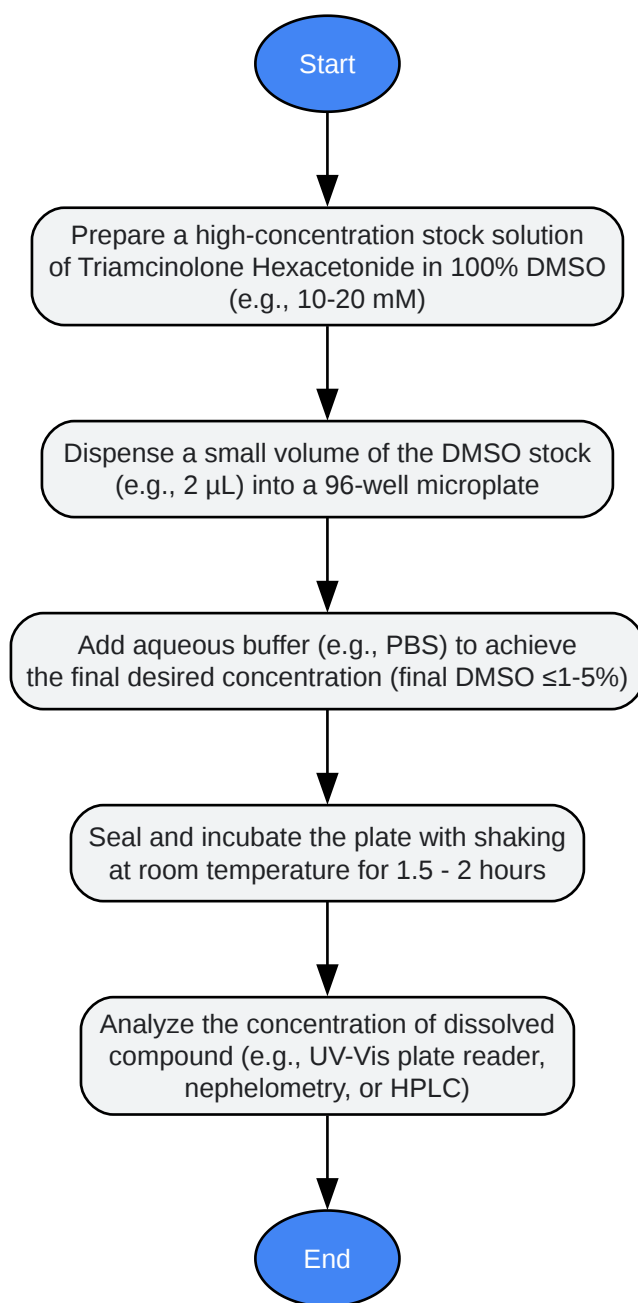 Start
Prepare a high-concentration stock solution
of Triamcinolone Hexacetonide in 100% DMSO
(e.g., 10-20 mM)
Dispense a small volume of the DMSO stock
(e.g., 2 µL) into a 96-well microplate
Add aqueous buffer (e.g., PBS) to achieve
the final desired concentration (final DMSO ≤1-5%)
Seal and incubate the plate with shaking
at room temperature for 1.5 - 2 hours
Analyze the concentration of dissolved
compound (e.g., UV-Vis plate reader,
nephelometry, or HPLC)
End